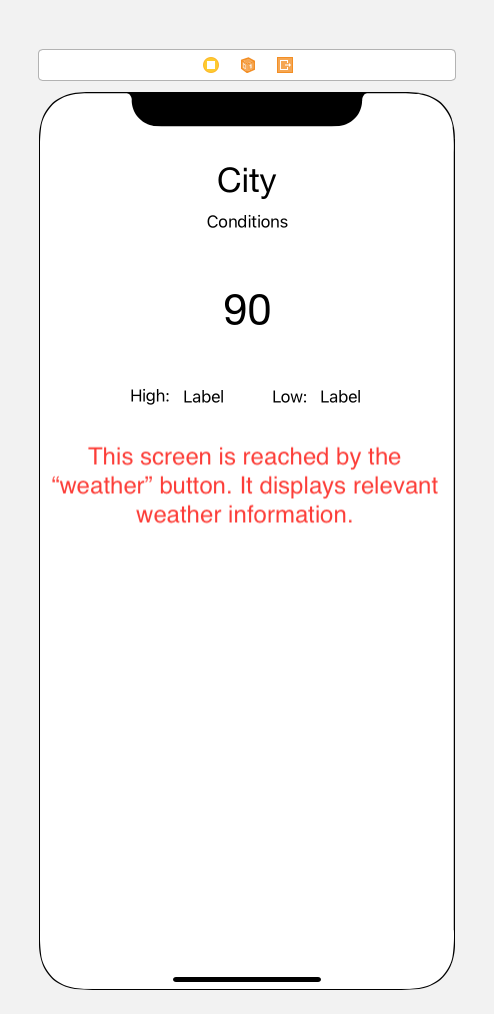 City
Conditions
90
High: Label Low: Label
This screen is reached by the
“weather” button. It displays relevant
weather information.